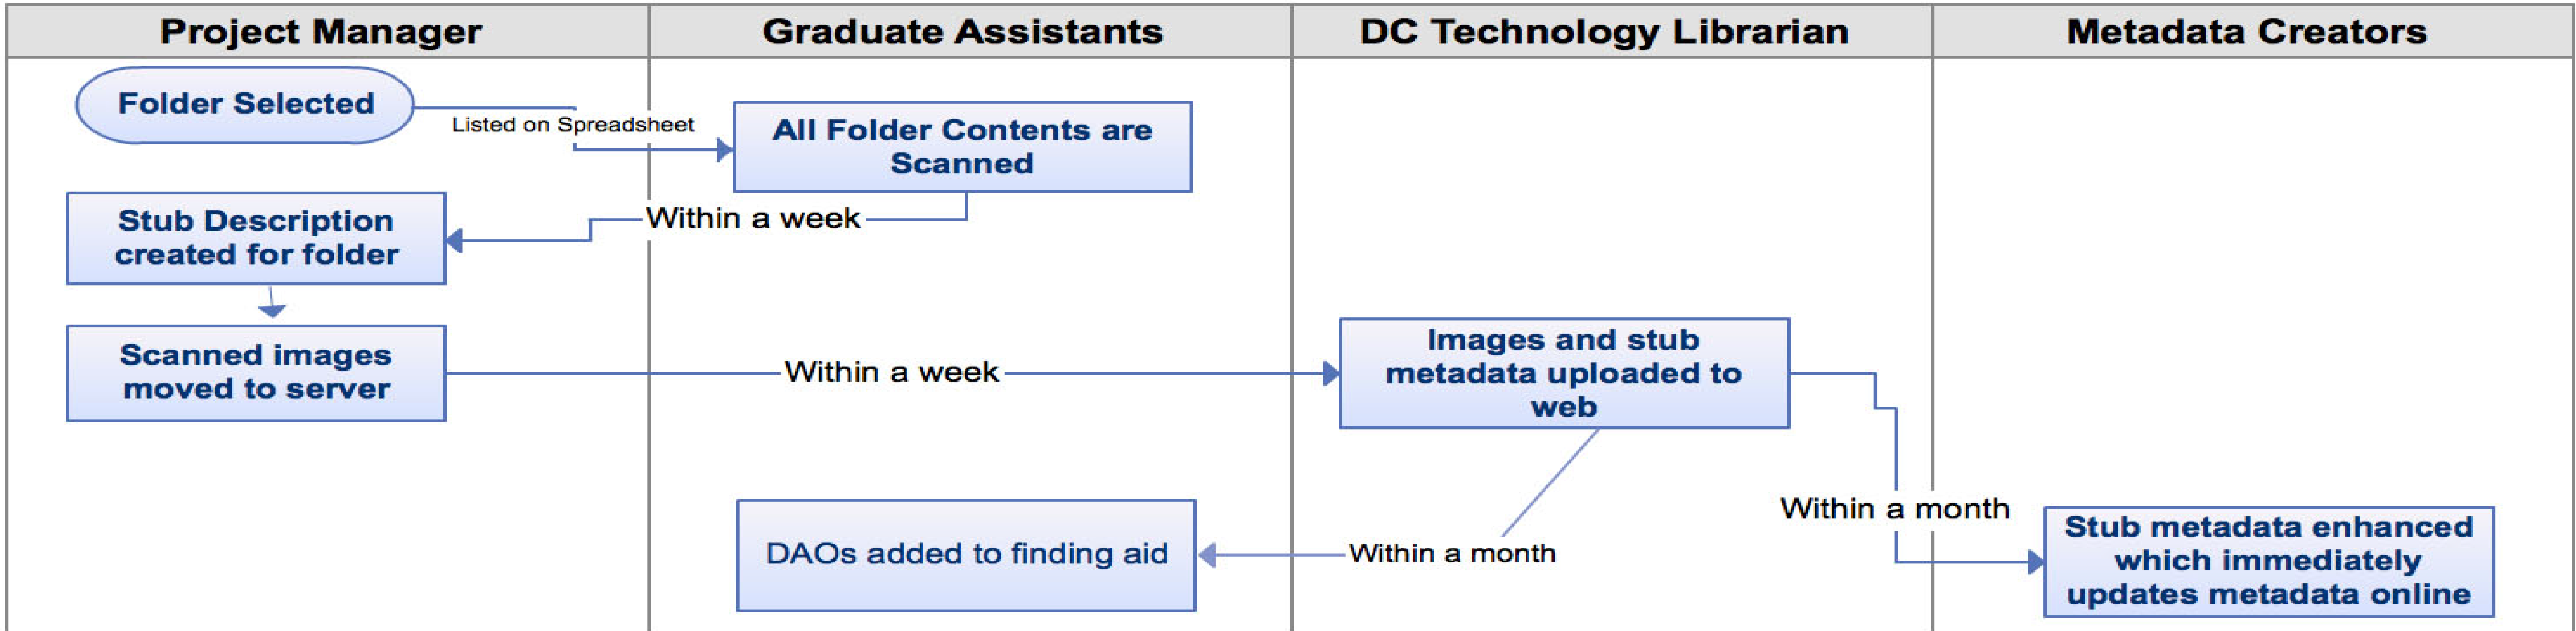 Project Manager
Graduate Assistants
DC Technology Librarian
Metadata Creators
Folder Selected
Listed on Spreadsheet
All Folder Contents are
Scanned
Within a week
Stub Description
created for folder
Scanned images
moved to server
Within a week
Images and stub
metadata uploaded to
web
Within a month
DAOs added to finding aid
Within a month
Stub metadata enhanced
which immediately
updates metadata online